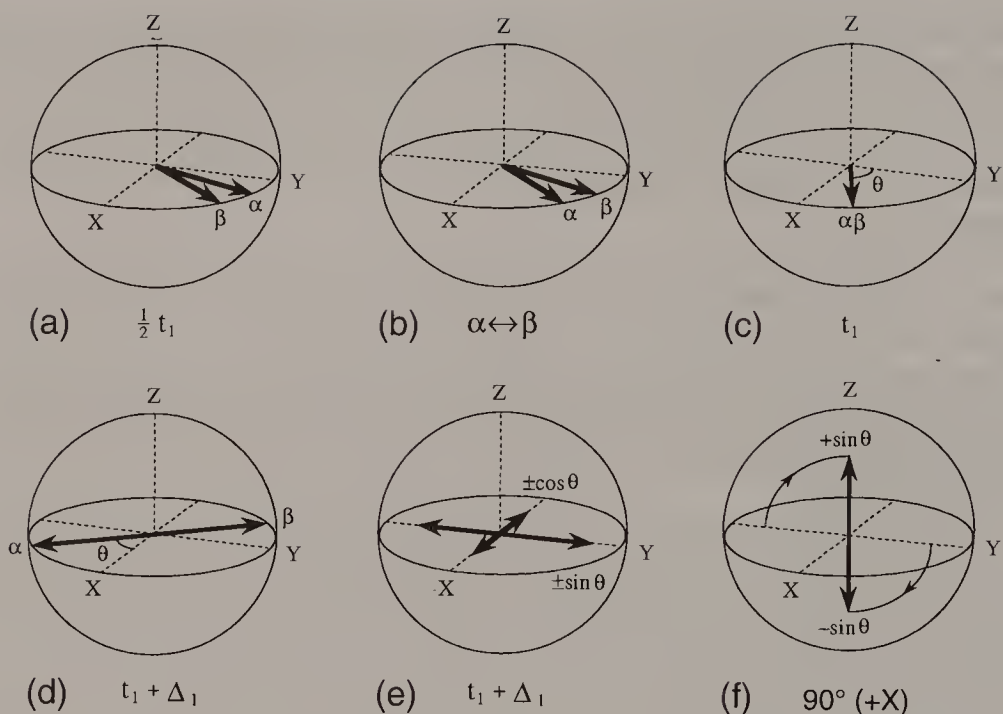 Z
Y
X
β
α
(a) ½ t₁
Z
Y
X
α
β
(b) α↔β
Z
Y
X
θ
αβ
(c) t₁
Z
β
α
θ
Y
X
(d) t₁ + Δ₁
Z
±cosθ
Y
X
±sinθ
(e) t₁ + Δ₁
Z
+sinθ
Y
X
−sinθ
(f) 90° (+X)